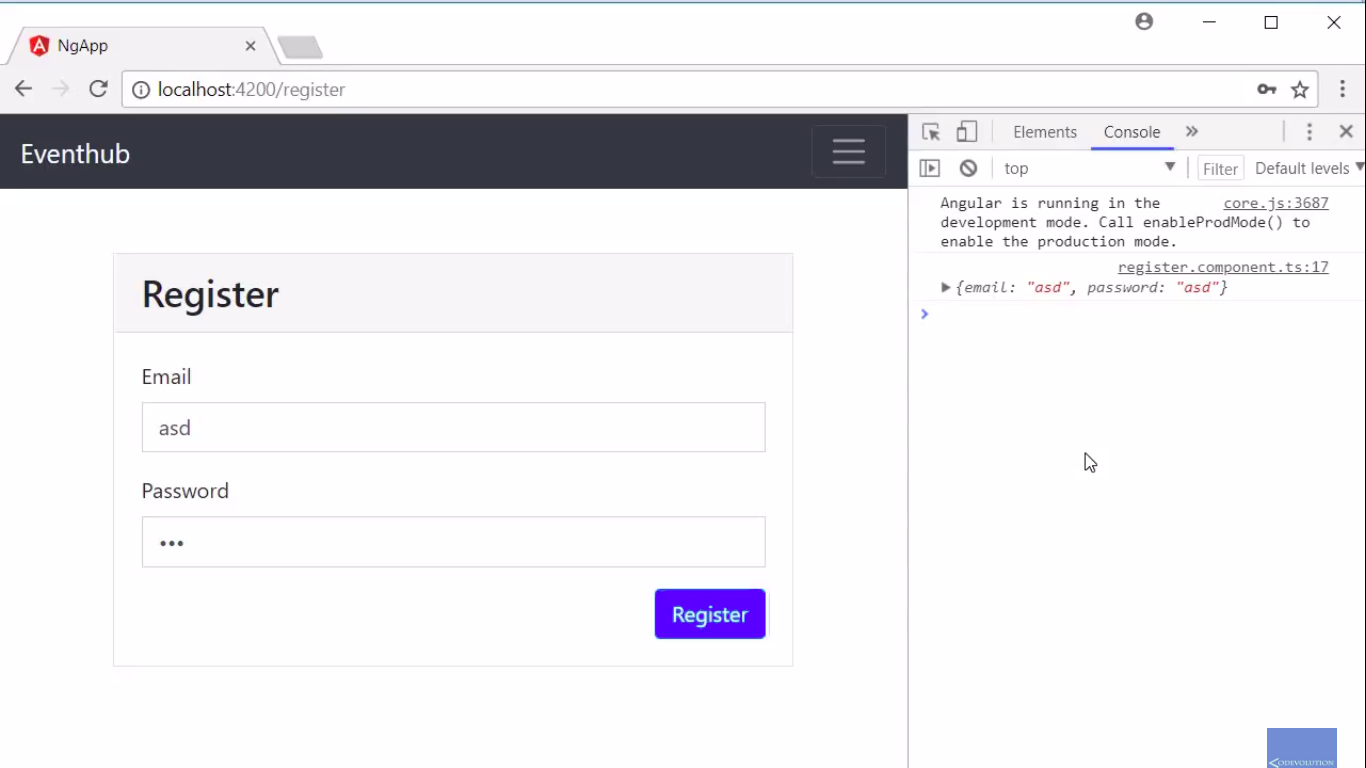 NgApp
localhost:4200/register
Eventhub
Register
Email
asd
Password
•••
Register
Elements Console »
top Filter Default levels
Angular is running in the core.js:3687
development mode. Call enableProdMode() to
enable the production mode.
register.component.ts:17
{email: "asd", password: "asd"}
CODEVOLUTION